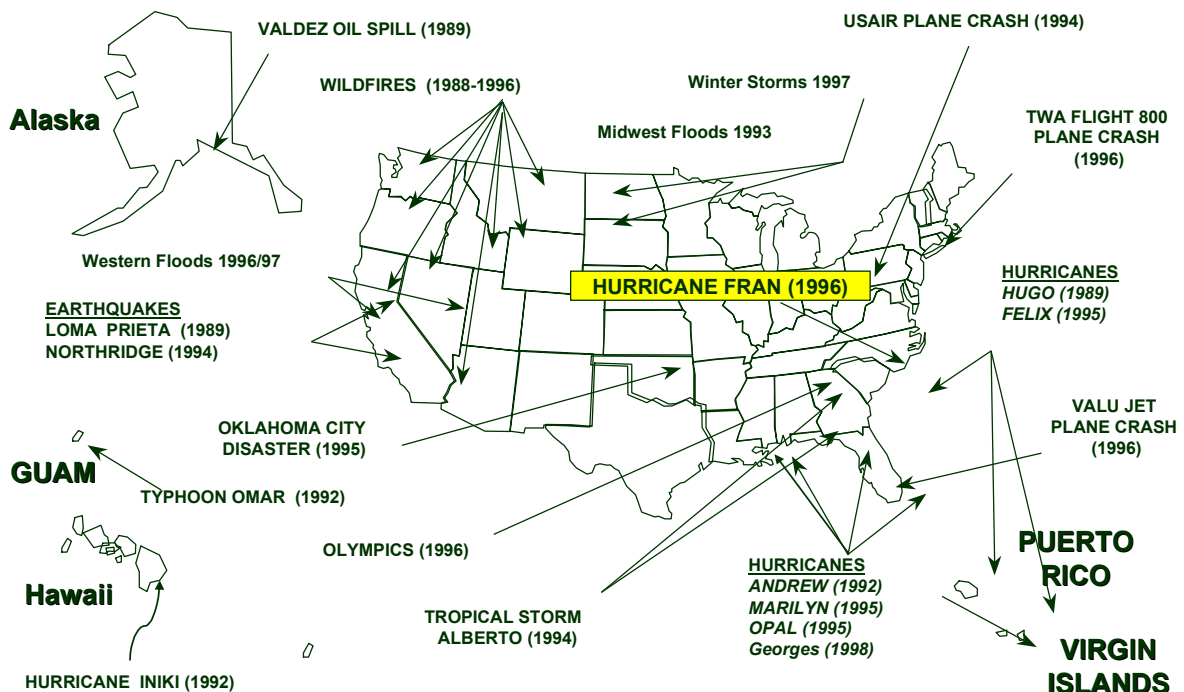 VALDEZ OIL SPILL (1989)
USAIR PLANE CRASH (1994)
WILDFIRES (1988-1996)
Winter Storms 1997
Alaska
Midwest Floods 1993
TWA FLIGHT 800
PLANE CRASH
(1996)
Western Floods 1996/97
HURRICANE FRAN (1996)
HURRICANES
HUGO (1989)
FELIX (1995)
EARTHQUAKES
LOMA PRIETA (1989)
NORTHRIDGE (1994)
OKLAHOMA CITY
DISASTER (1995)
VALU JET
PLANE CRASH
(1996)
GUAM
TYPHOON OMAR (1992)
OLYMPICS (1996)
PUERTO
RICO
Hawaii
HURRICANES
ANDREW (1992)
MARILYN (1995)
OPAL (1995)
Georges (1998)
TROPICAL STORM
ALBERTO (1994)
VIRGIN
ISLANDS
HURRICANE INIKI (1992)